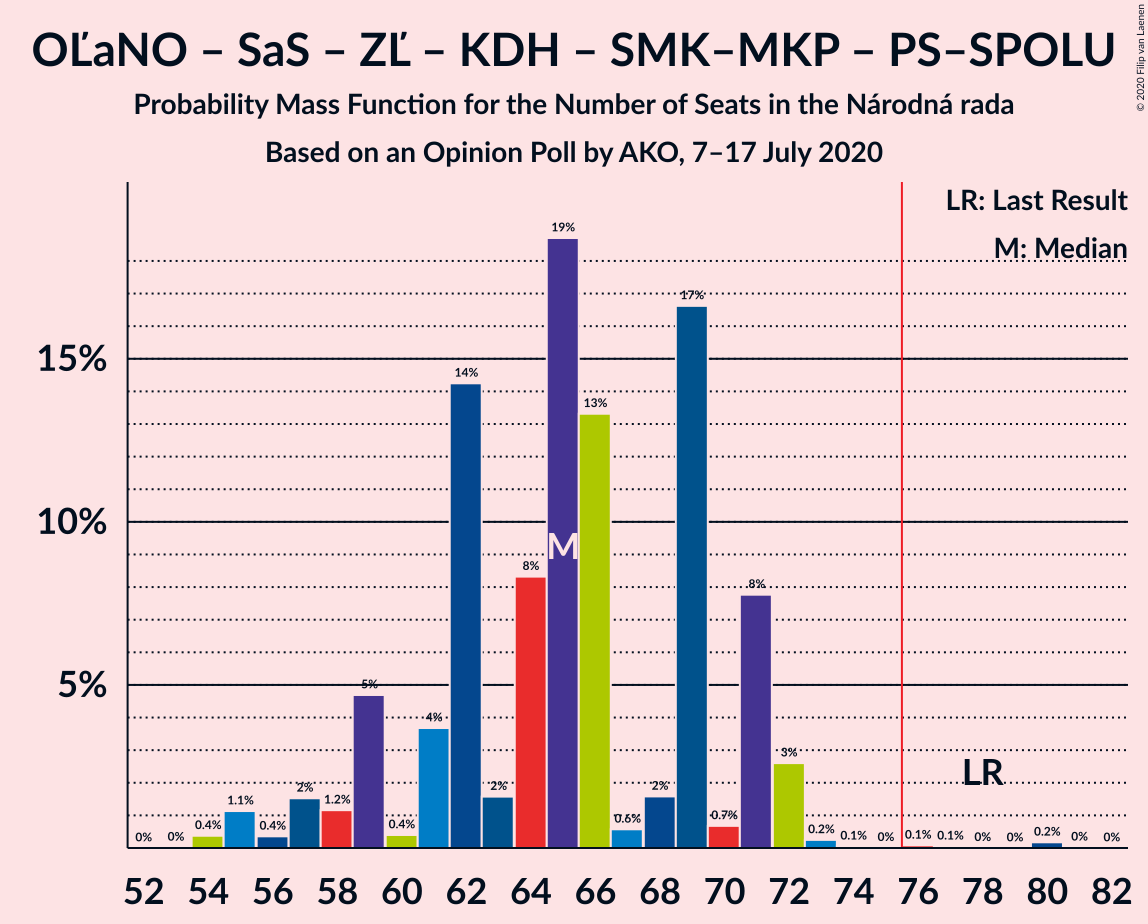 OĽaNO – SaS – ZĽ – KDH – SMK–MKP – PS–SPOLU
Probability Mass Function for the Number of Seats in the Národná rada
Based on an Opinion Poll by AKO, 7–17 July 2020
© 2020 Filip van Laenen
LR: Last Result
M: Median
15%
10%
5%
0% 0% 0.4% 1.1% 0.4% 2% 1.2% 5% 0.4% 4% 14% 2% 8% 19% 13% 0.6% 2% 17% 0.7% 8% 3% 0.2% 0.1% 0% 0.1% 0.1% 0% 0% 0.2% 0% 0%
M
LR
52 54 56 58 60 62 64 66 68 70 72 74 76 78 80 82